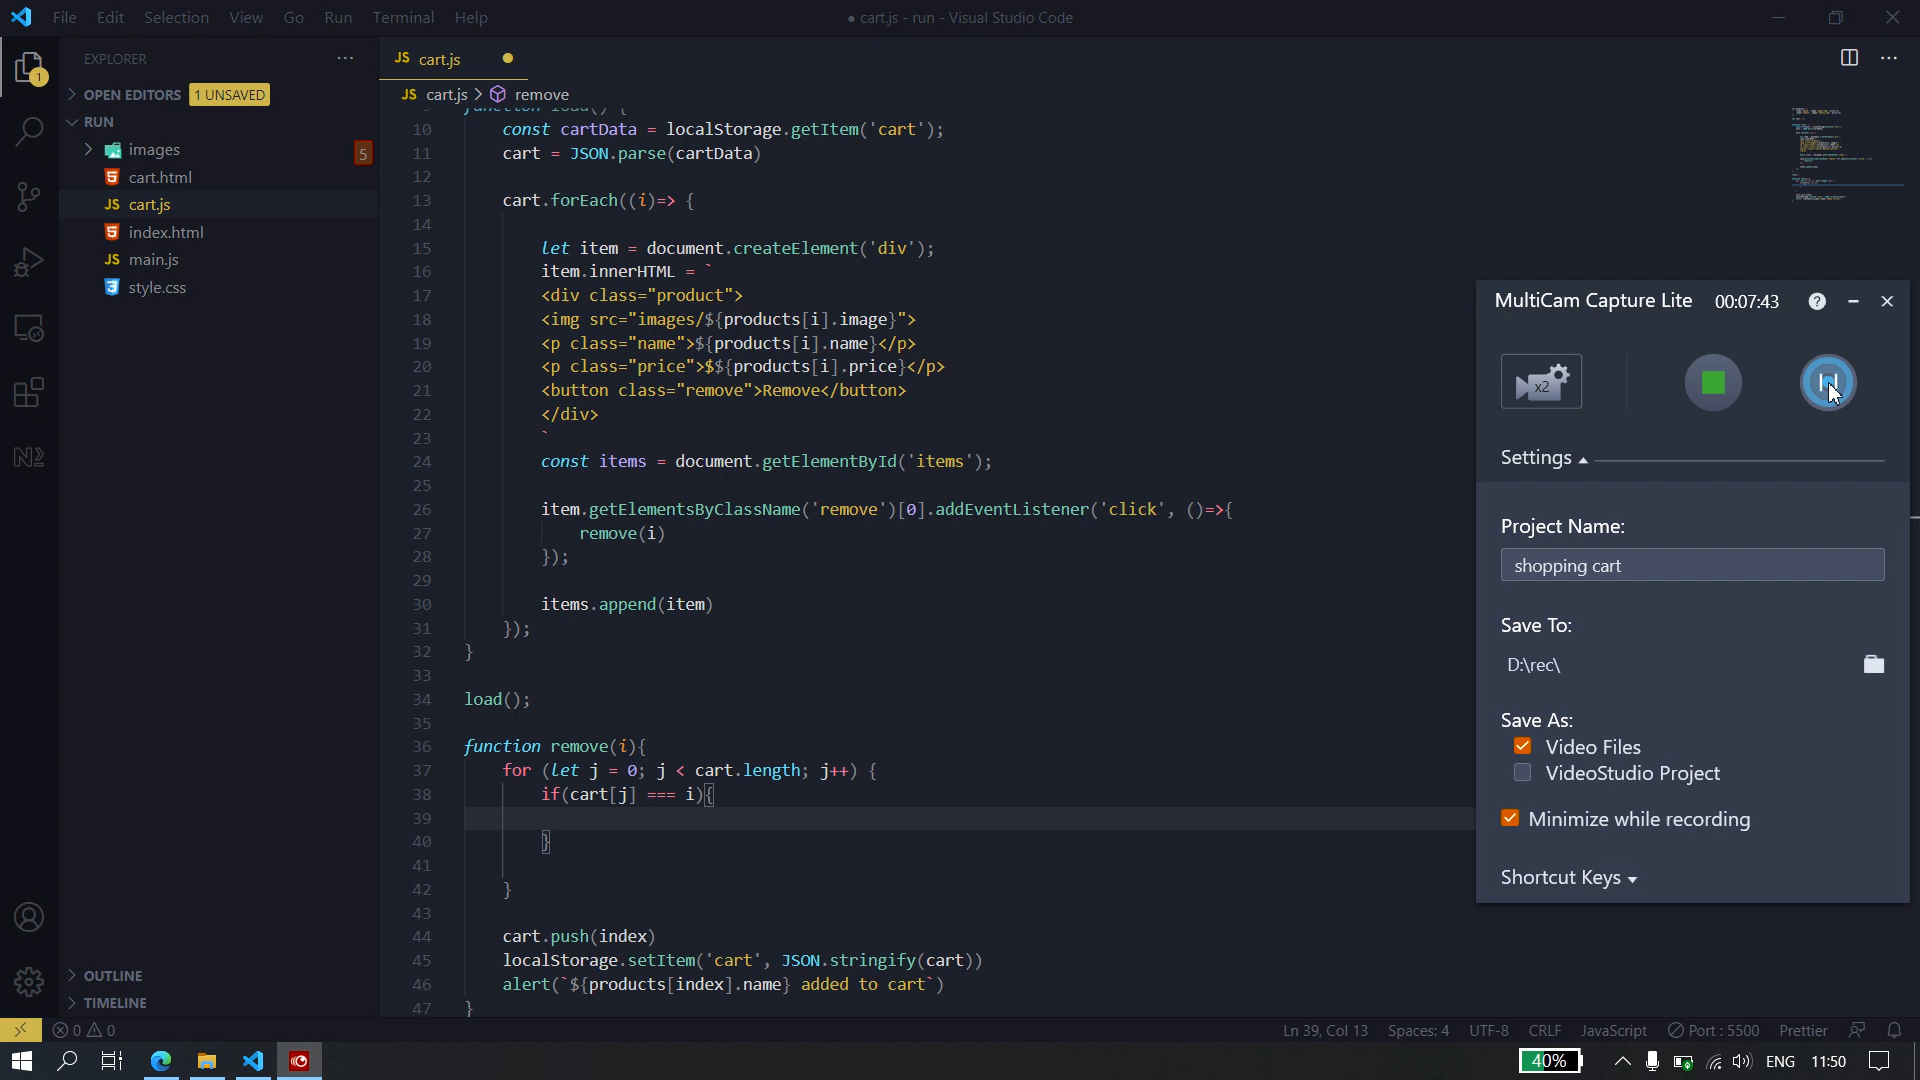 File Edit Selection View Go Run Terminal Help
● cart.js - run - Visual Studio Code
EXPLORER
OPEN EDITORS 1 UNSAVED
RUN
images 5
cart.html
JS cart.js
index.html
JS main.js
style.css
OUTLINE
TIMELINE
1
JS cart.js
JS cart.js > remove
function load() {
10 const cartData = localStorage.getItem('cart');
11 cart = JSON.parse(cartData)
12
13 cart.forEach((i)=> {
14
15 let item = document.createElement('div');
16 item.innerHTML = `
17 <div class="product">
18 <img src="images/${products[i].image}">
19 <p class="name">${products[i].name}</p>
20 <p class="price">$${products[i].price}</p>
21 <button class="remove">Remove</button>
22 </div>
23 `
24 const items = document.getElementById('items');
25
26 item.getElementsByClassName('remove')[0].addEventListener('click', ()=>{
27 remove(i)
28 });
29
30 items.append(item)
31 });
32 }
33
34 load();
35
36 function remove(i){
37 for (let j = 0; j < cart.length; j++) {
38 if(cart[j] === i){
39
40 }
41
42 }
43
44 cart.push(index)
45 localStorage.setItem('cart', JSON.stringify(cart))
46 alert(`${products[index].name} added to cart`)
47 }
MultiCam Capture Lite 00:07:43 ?
x2
Settings
Project Name:
shopping cart
Save To:
D:\rec\
Save As:
Video Files
VideoStudio Project
Minimize while recording
Shortcut Keys
0 0
Ln 39, Col 13 Spaces: 4 UTF-8 CRLF JavaScript Port : 5500 Prettier
40% ENG 11:50